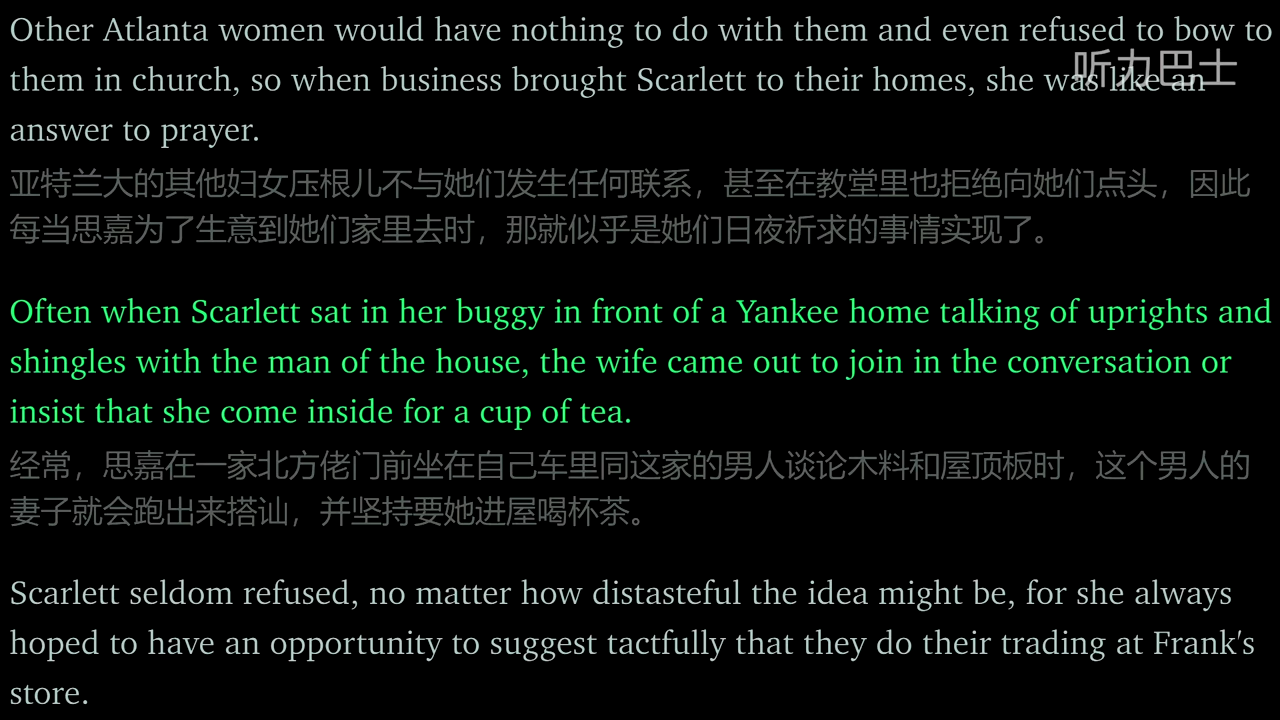 Other Atlanta women would have nothing to do with them and even refused to bow to
them in church, so when business brought Scarlett to their homes, she was like an
answer to prayer.
听力巴士
亚特兰大的其他妇女压根儿不与她们发生任何联系，甚至在教堂里也拒绝向她们点头，因此
每当思嘉为了生意到她们家里去时，那就似乎是她们日夜祈求的事情实现了。
Often when Scarlett sat in her buggy in front of a Yankee home talking of uprights and
shingles with the man of the house, the wife came out to join in the conversation or
insist that she come inside for a cup of tea.
经常，思嘉在一家北方佬门前坐在自己车里同这家的男人谈论木料和屋顶板时，这个男人的
妻子就会跑出来搭讪，并坚持要她进屋喝杯茶。
Scarlett seldom refused, no matter how distasteful the idea might be, for she always
hoped to have an opportunity to suggest tactfully that they do their trading at Frank's
store.